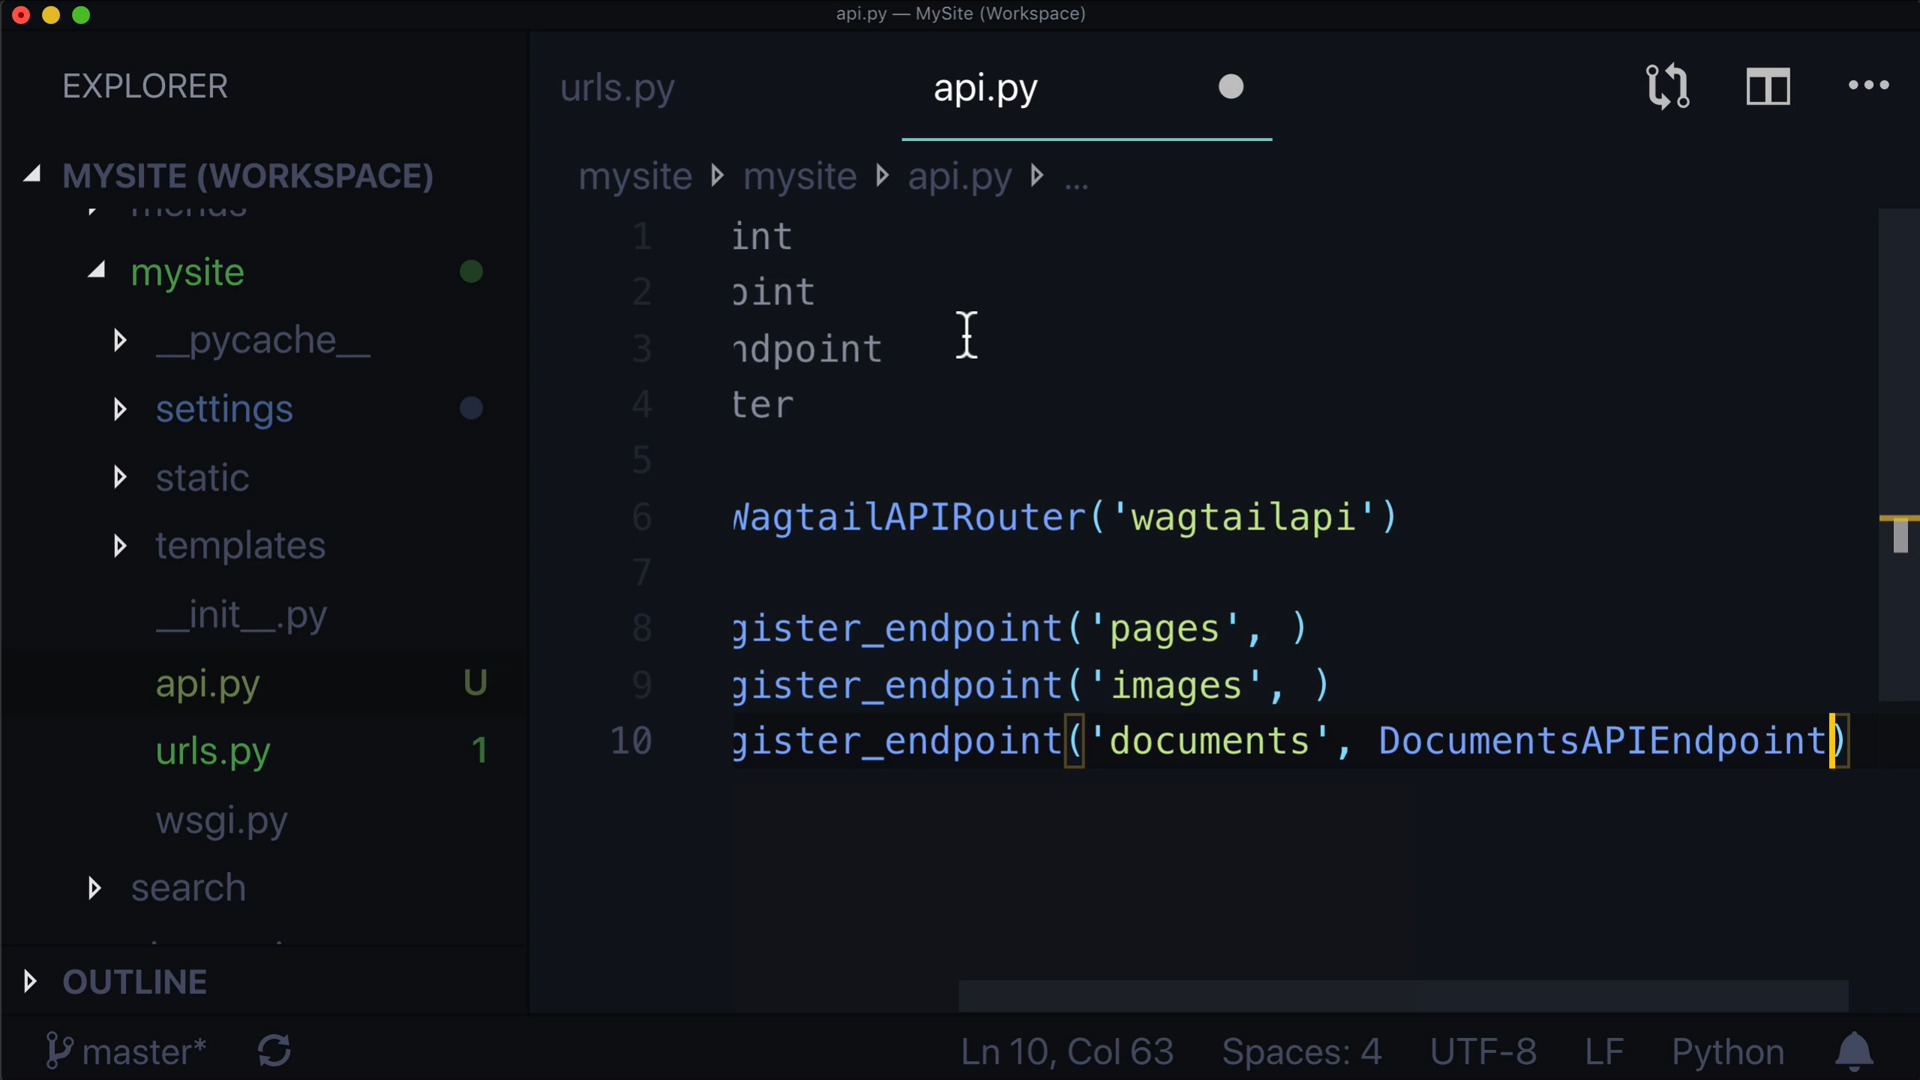 api.py — MySite (Workspace)
EXPLORER
urls.py
api.py
MYSITE (WORKSPACE)
mysite
mysite
api.py
...
menus
mysite
__pycache__
settings
static
templates
__init__.py
api.py U
urls.py 1
wsgi.py
search
OUTLINE
1 int
2 oint
3 ndpoint
4 ter
5
6 WagtailAPIRouter('wagtailapi')
7
8 gister_endpoint('pages', )
9 gister_endpoint('images', )
10 gister_endpoint('documents', DocumentsAPIEndpoint)
master*
Ln 10, Col 63
Spaces: 4
UTF-8
LF
Python